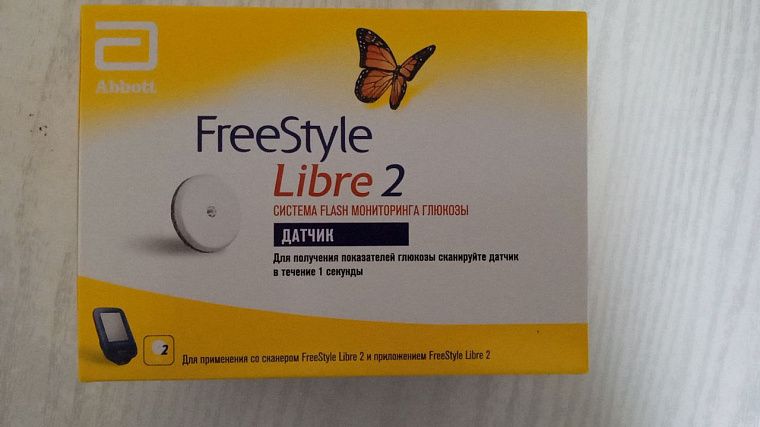 Abbott
FreeStyle
Libre 2
СИСТЕМА FLASH МОНИТОРИНГА ГЛЮКОЗЫ
ДАТЧИК
Для получения показателей глюкозы сканируйте датчик
в течение 1 секунды
2
Для применения со сканером FreeStyle Libre 2 и приложением FreeStyle Libre 2